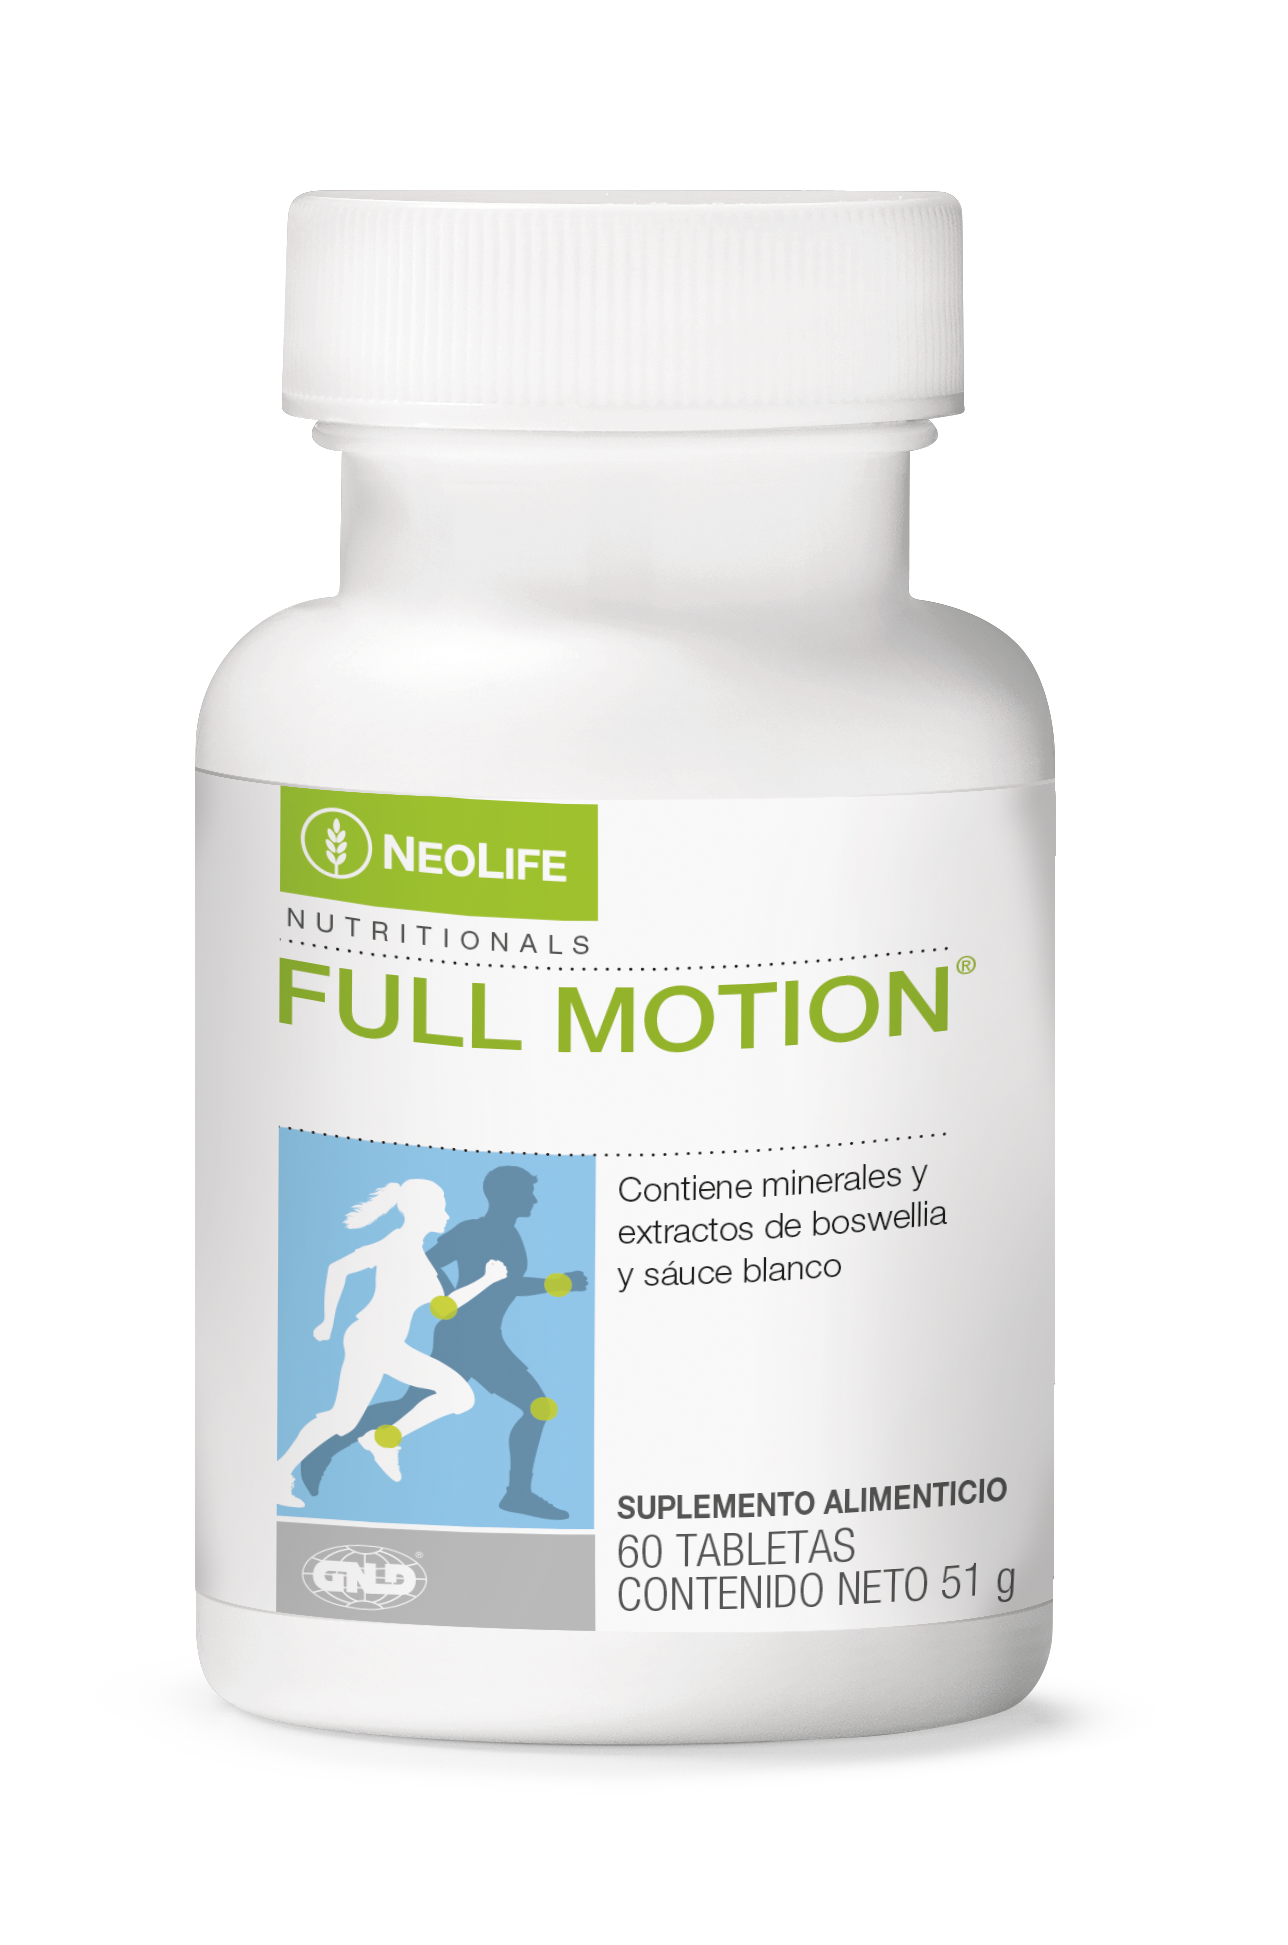 NEOLIFE
NUTRITIONALS
FULL MOTION®
Contiene minerales y
extractos de boswellia
y sáuce blanco
SUPLEMENTO ALIMENTICIO
60 TABLETAS
CONTENIDO NETO 51 g
GNLD®